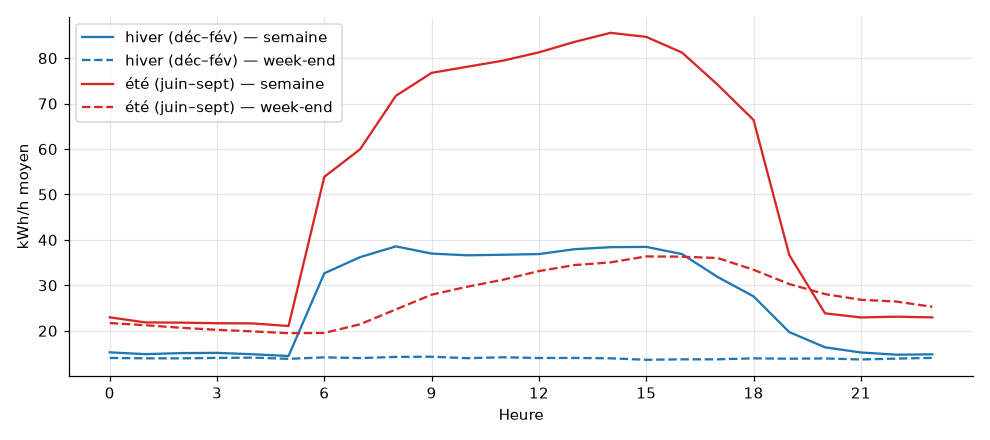 hiver (déc–fév) — semaine
hiver (déc–fév) — week-end
été (juin–sept) — semaine
été (juin–sept) — week-end
kWh/h moyen
80
70
60
50
40
30
20
0 3 6 9 12 15 18 21
Heure